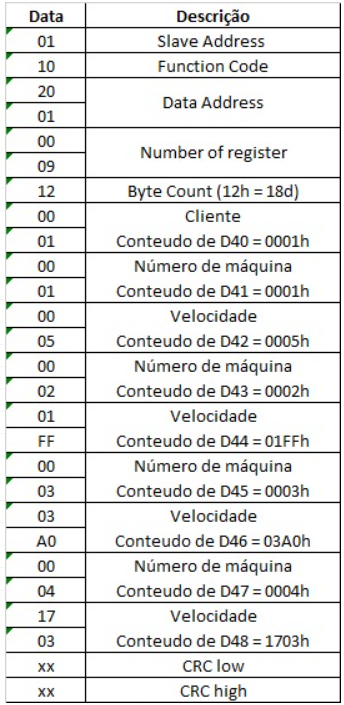 Data Descrição
01 Slave Address
10 Function Code
20
Data Address
01
00
Number of register
09
12 Byte Count (12h = 18d)
00 Cliente
01 Conteudo de D40 = 0001h
00 Número de máquina
01 Conteudo de D41 = 0001h
00 Velocidade
05 Conteudo de D42 = 0005h
00 Número de máquina
02 Conteudo de D43 = 0002h
01 Velocidade
FF Conteudo de D44 = 01FFh
00 Número de máquina
03 Conteudo de D45 = 0003h
03 Velocidade
A0 Conteudo de D46 = 03A0h
00 Número de máquina
04 Conteudo de D47 = 0004h
17 Velocidade
03 Conteudo de D48 = 1703h
xx CRC low
xx CRC high